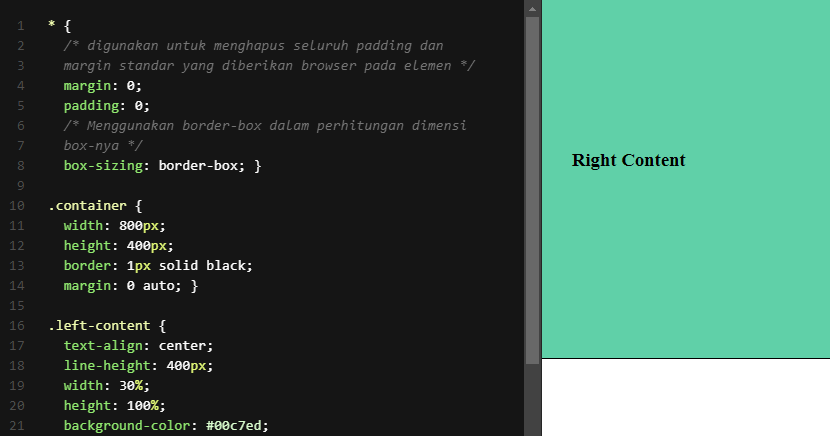 1 * {
2 /* digunakan untuk menghapus seluruh padding dan
3 margin standar yang diberikan browser pada elemen */
4 margin: 0;
5 padding: 0;
6 /* Menggunakan border-box dalam perhitungan dimensi
7 box-nya */
8 box-sizing: border-box; }
9
10 .container {
11 width: 800px;
12 height: 400px;
13 border: 1px solid black;
14 margin: 0 auto; }
15
16 .left-content {
17 text-align: center;
18 line-height: 400px;
19 width: 30%;
20 height: 100%;
21 background-color: #00c7ed;
Right Content